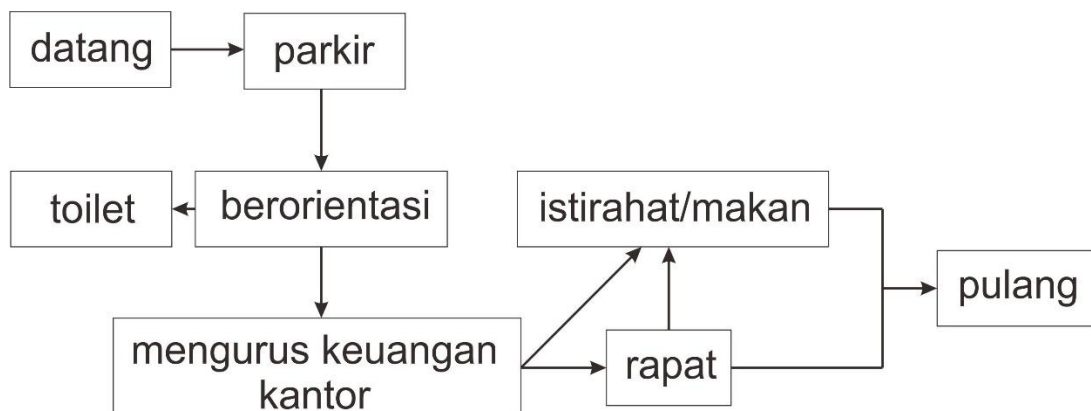 datang
parkir
toilet
berorientasi
istirahat/makan
pulang
mengurus keuangan
kantor
rapat